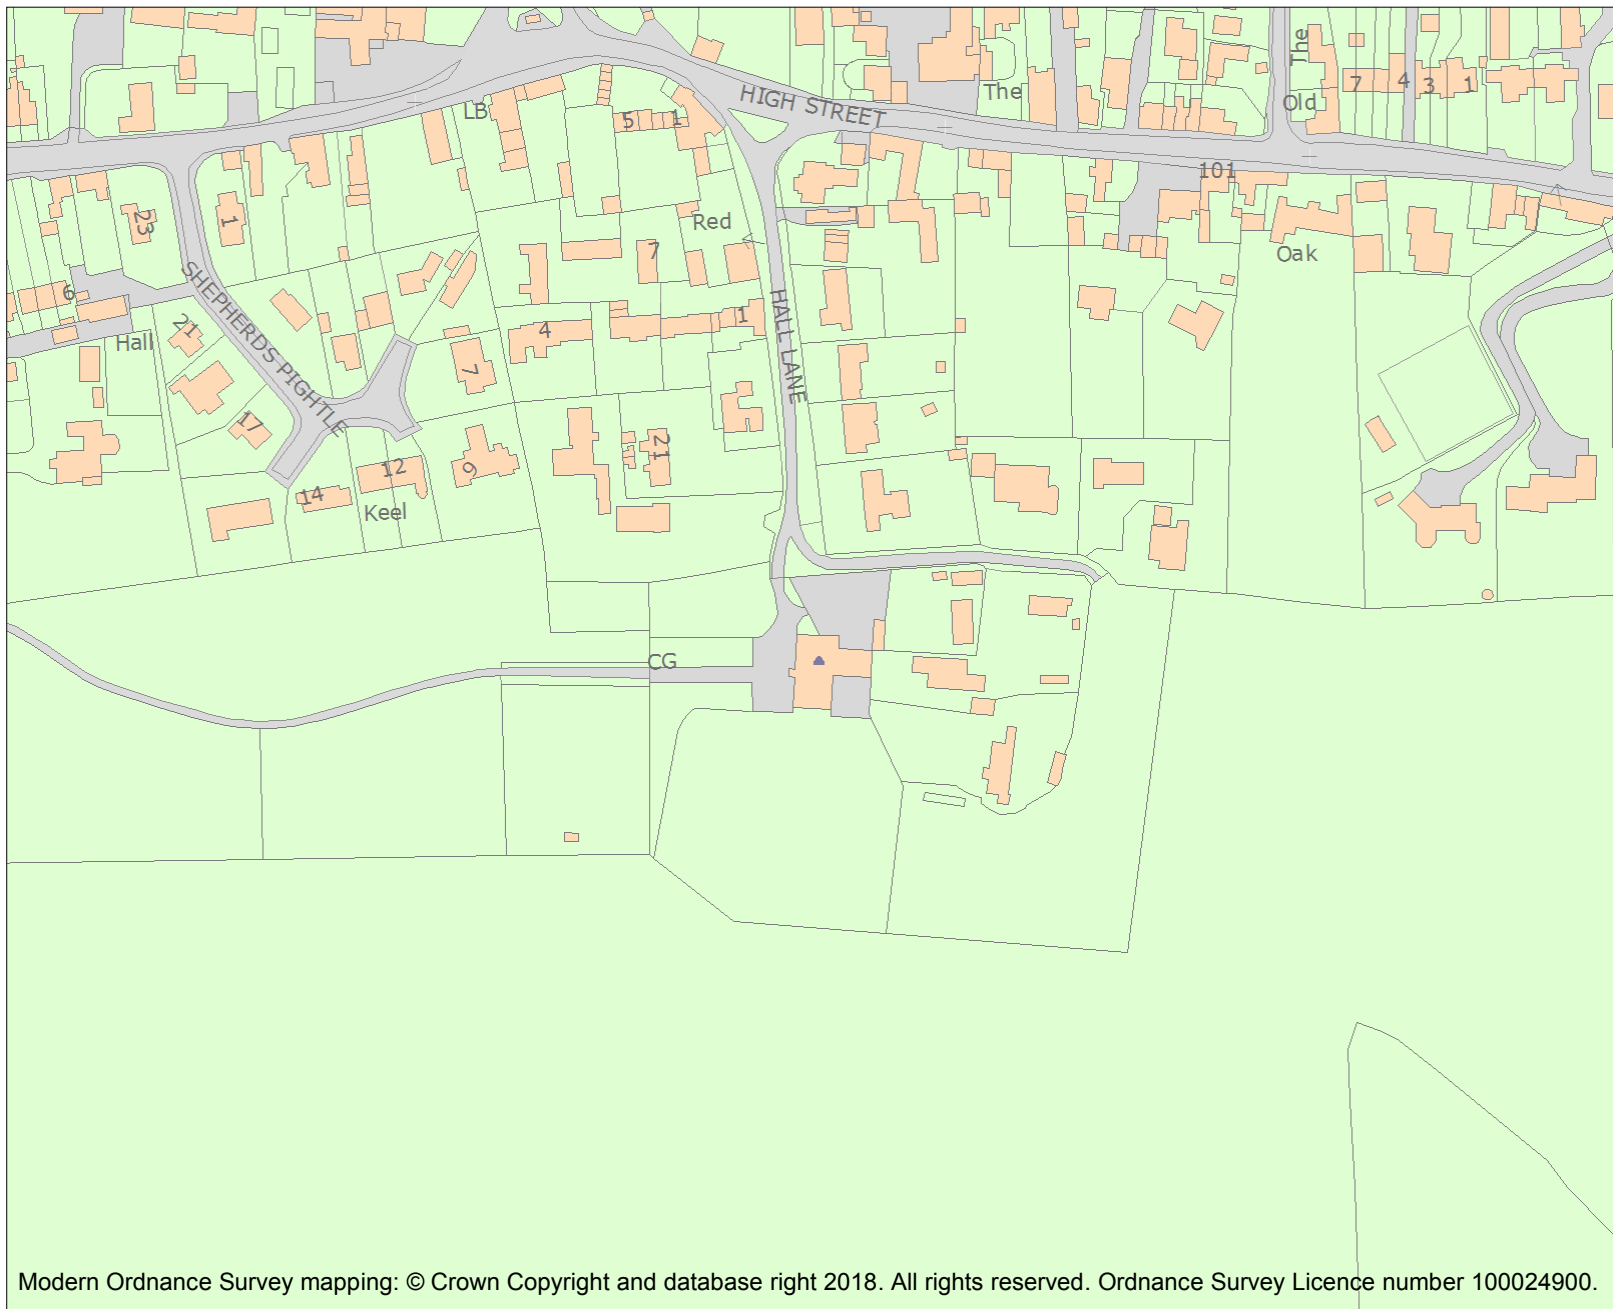 The
7
4
3
1
HIGH STREET
The
Old
LB
5
1
101
23
1
Red
7
Oak
SHEPHERDS PIGHTLE
6
HALL LANE
21
Hall
4
1
7
17
21
9
12
14
Keel
CG
Modern Ordnance Survey mapping: © Crown Copyright and database right 2018. All rights reserved. Ordnance Survey Licence number 100024900.